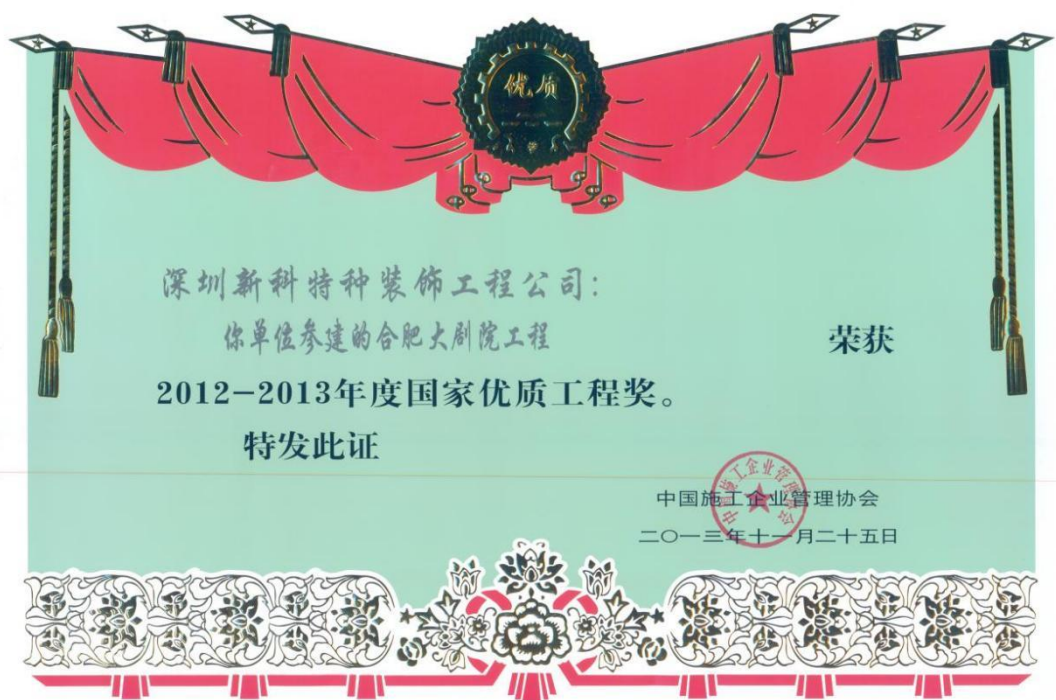 优质
深圳新科特种装饰工程公司:
你单位参建的合肥大剧院工程 荣获
2012-2013年度国家优质工程奖。
特发此证
中国施工企业管理协会
二〇一三年十一月二十五日